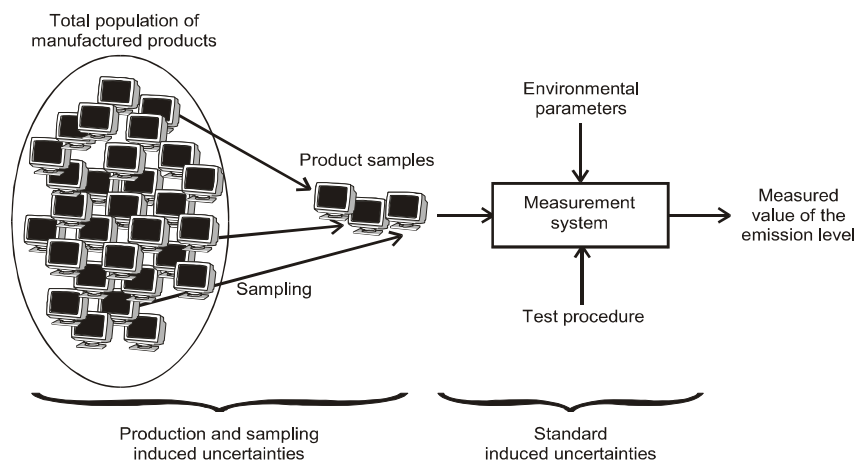 Total population of
manufactured products
Environmental
parameters
Product samples
Measurement
system
Measured
value of the
emission level
Sampling
Test procedure
Production and sampling
induced uncertainties
Standard
induced uncertainties